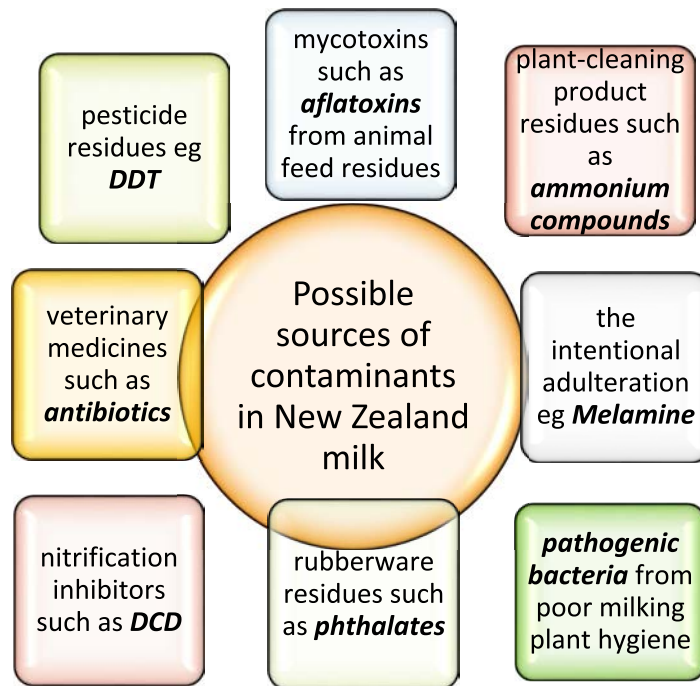 mycotoxins
such as
aflatoxins
from animal
feed residues
plant-cleaning
product
residues such
as
ammonium
compounds
pesticide
residues eg
DDT
Possible
sources of
contaminants
in New Zealand
milk
veterinary
medicines
such as
antibiotics
the
intentional
adulteration
eg Melamine
nitrification
inhibitors
such as DCD
rubberware
residues such
as phthalates
pathogenic
bacteria from
poor milking
plant hygiene